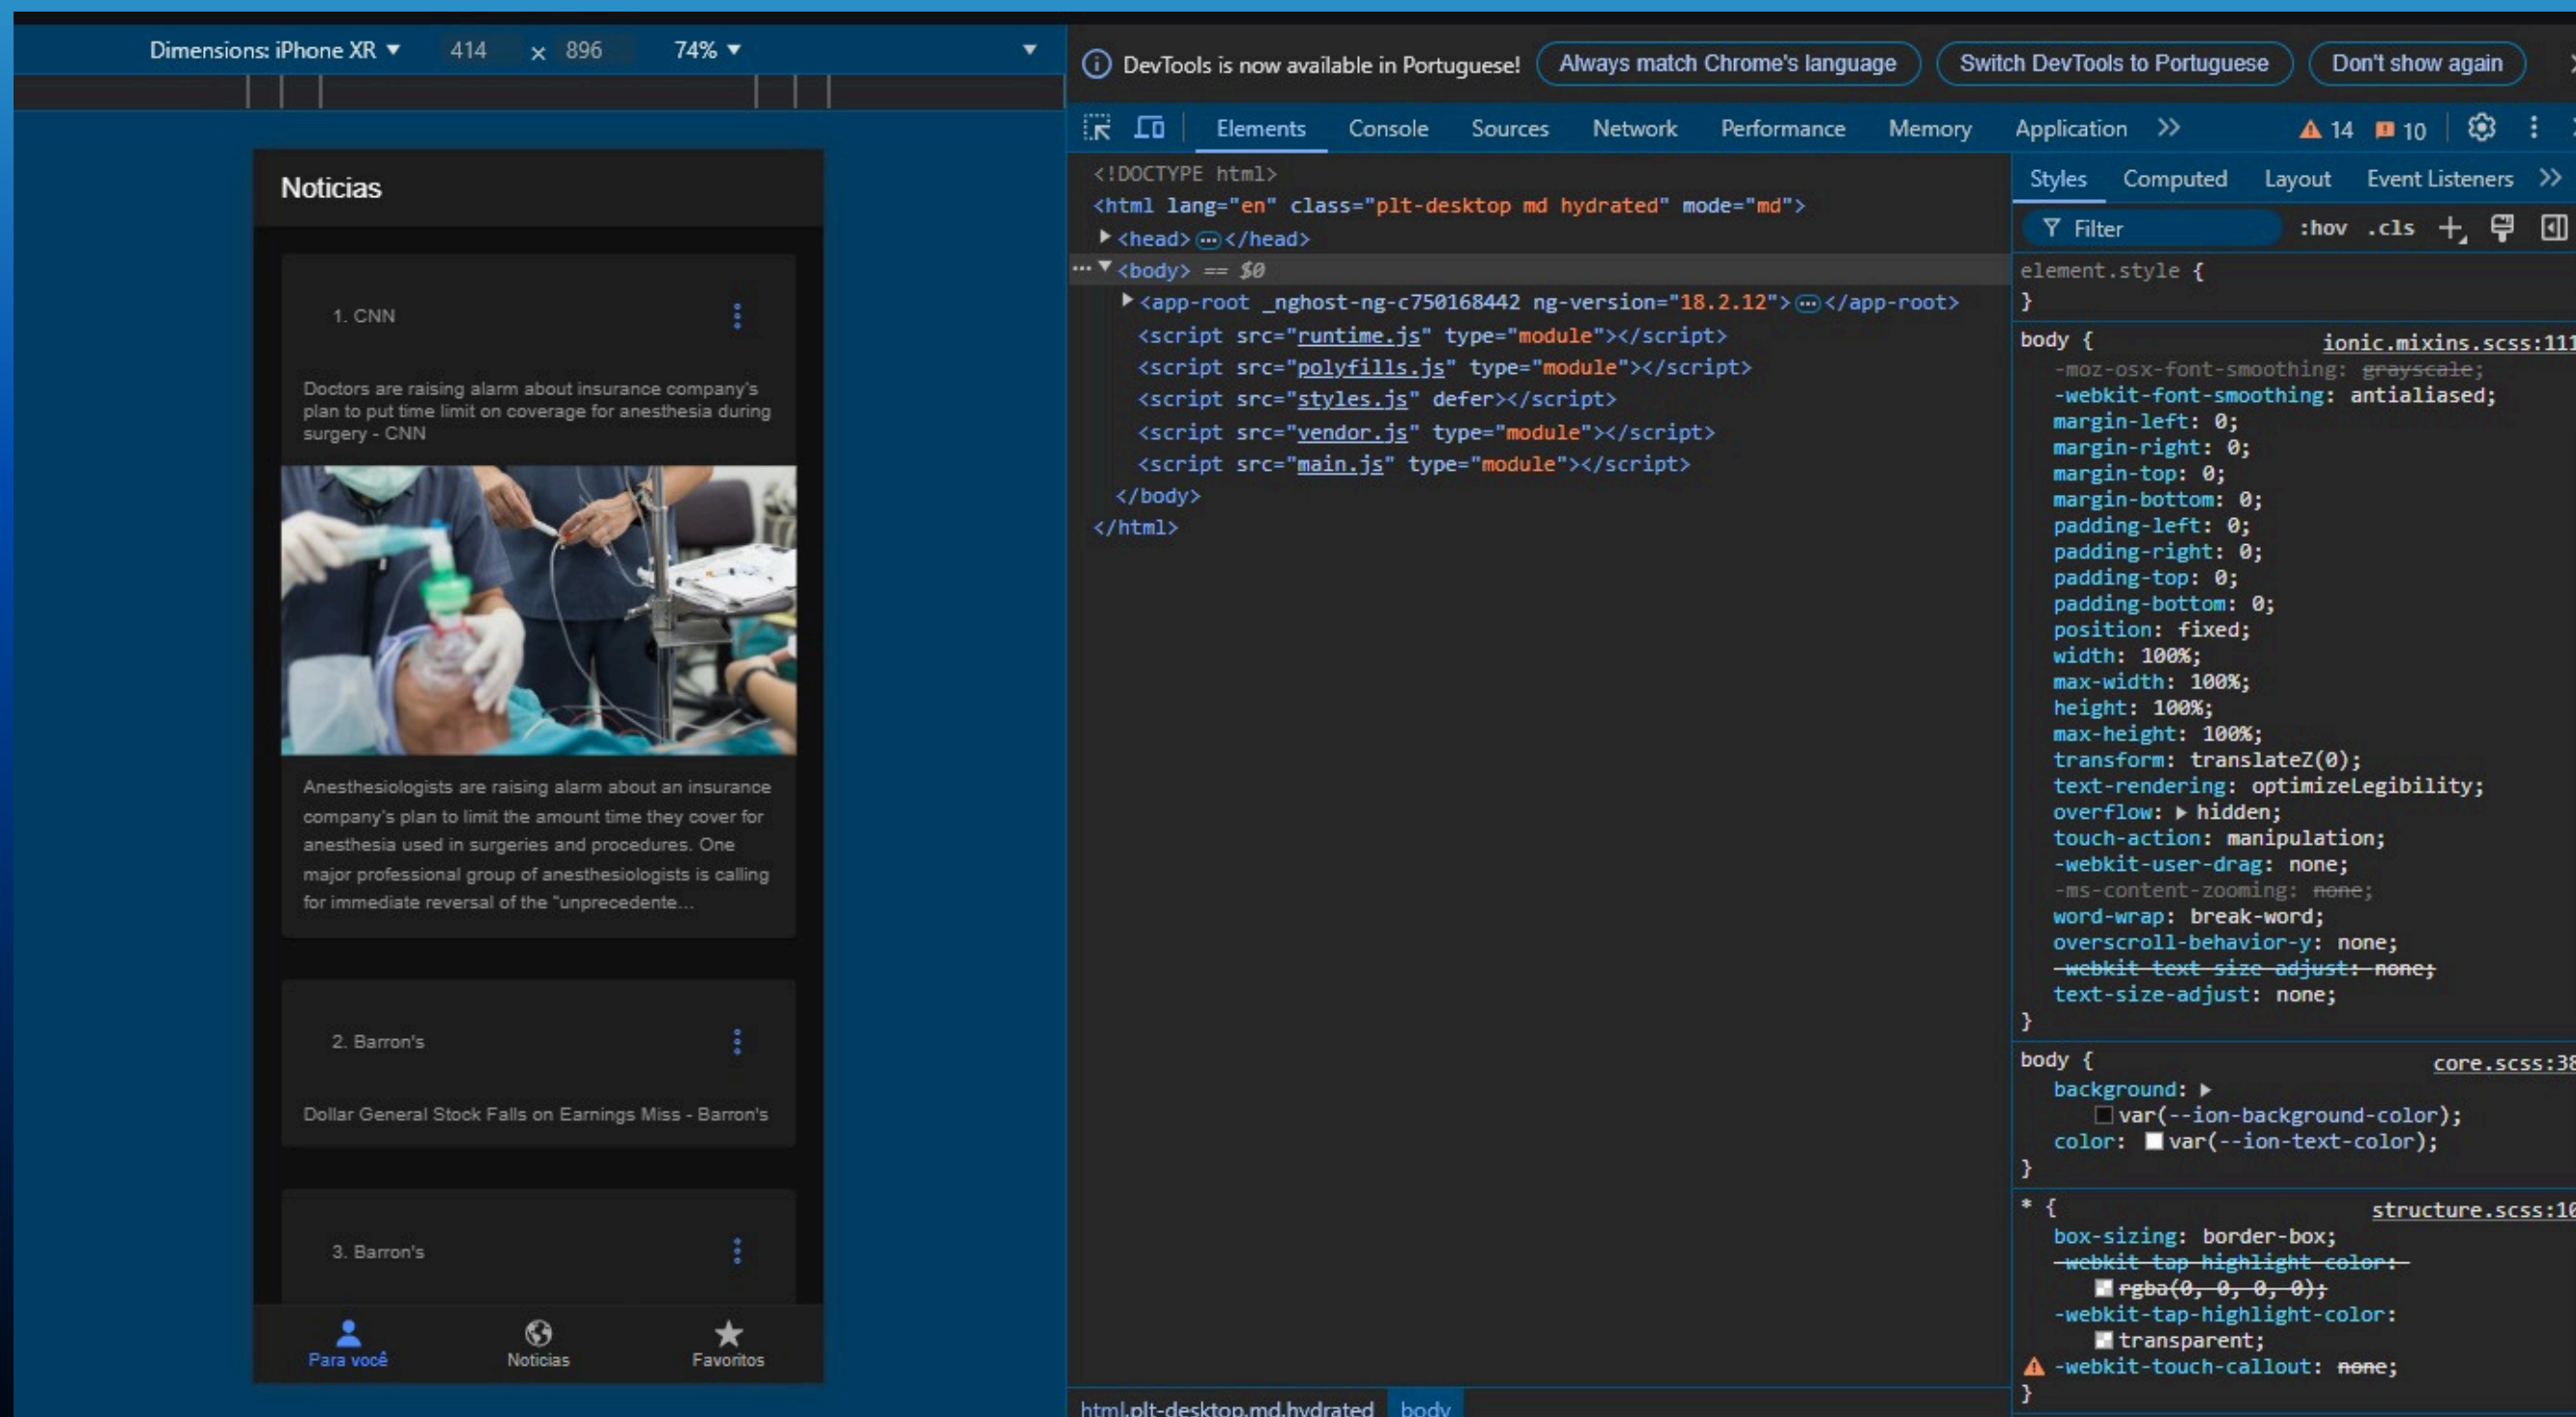 Dimensions: iPhone XR ▼ 414 × 896 74% ▼
Noticias
1. CNN
Doctors are raising alarm about insurance company's
plan to put time limit on coverage for anesthesia during
surgery - CNN
Anesthesiologists are raising alarm about an insurance
company's plan to limit the amount time they cover for
anesthesia used in surgeries and procedures. One
major professional group of anesthesiologists is calling
for immediate reversal of the "unprecedente...
2. Barron's
Dollar General Stock Falls on Earnings Miss - Barron's
3. Barron's
Para você Noticias Favoritos
DevTools is now available in Portuguese! Always match Chrome's language Switch DevTools to Portuguese Don't show again
Elements Console Sources Network Performance Memory Application 14 10
<!DOCTYPE html>
<html lang="en" class="plt-desktop md hydrated" mode="md">
<head>…</head>
<body> == $0
<app-root _nghost-ng-c750168442 ng-version="18.2.12">…</app-root>
<script src="runtime.js" type="module"></script>
<script src="polyfills.js" type="module"></script>
<script src="styles.js" defer></script>
<script src="vendor.js" type="module"></script>
<script src="main.js" type="module"></script>
</body>
</html>
html.plt-desktop.md.hydrated body
Styles Computed Layout Event Listeners
Filter :hov .cls
element.style {
}
body { ionic.mixins.scss:111
-moz-osx-font-smoothing: grayscale;
-webkit-font-smoothing: antialiased;
margin-left: 0;
margin-right: 0;
margin-top: 0;
margin-bottom: 0;
padding-left: 0;
padding-right: 0;
padding-top: 0;
padding-bottom: 0;
position: fixed;
width: 100%;
max-width: 100%;
height: 100%;
max-height: 100%;
transform: translateZ(0);
text-rendering: optimizeLegibility;
overflow: hidden;
touch-action: manipulation;
-webkit-user-drag: none;
-ms-content-zooming: none;
word-wrap: break-word;
overscroll-behavior-y: none;
-webkit-text-size-adjust: none;
text-size-adjust: none;
}
body { core.scss:38
background:
var(--ion-background-color);
color: var(--ion-text-color);
}
* { structure.scss:10
box-sizing: border-box;
-webkit-tap-highlight-color:
rgba(0, 0, 0, 0);
-webkit-tap-highlight-color:
transparent;
-webkit-touch-callout: none;
}